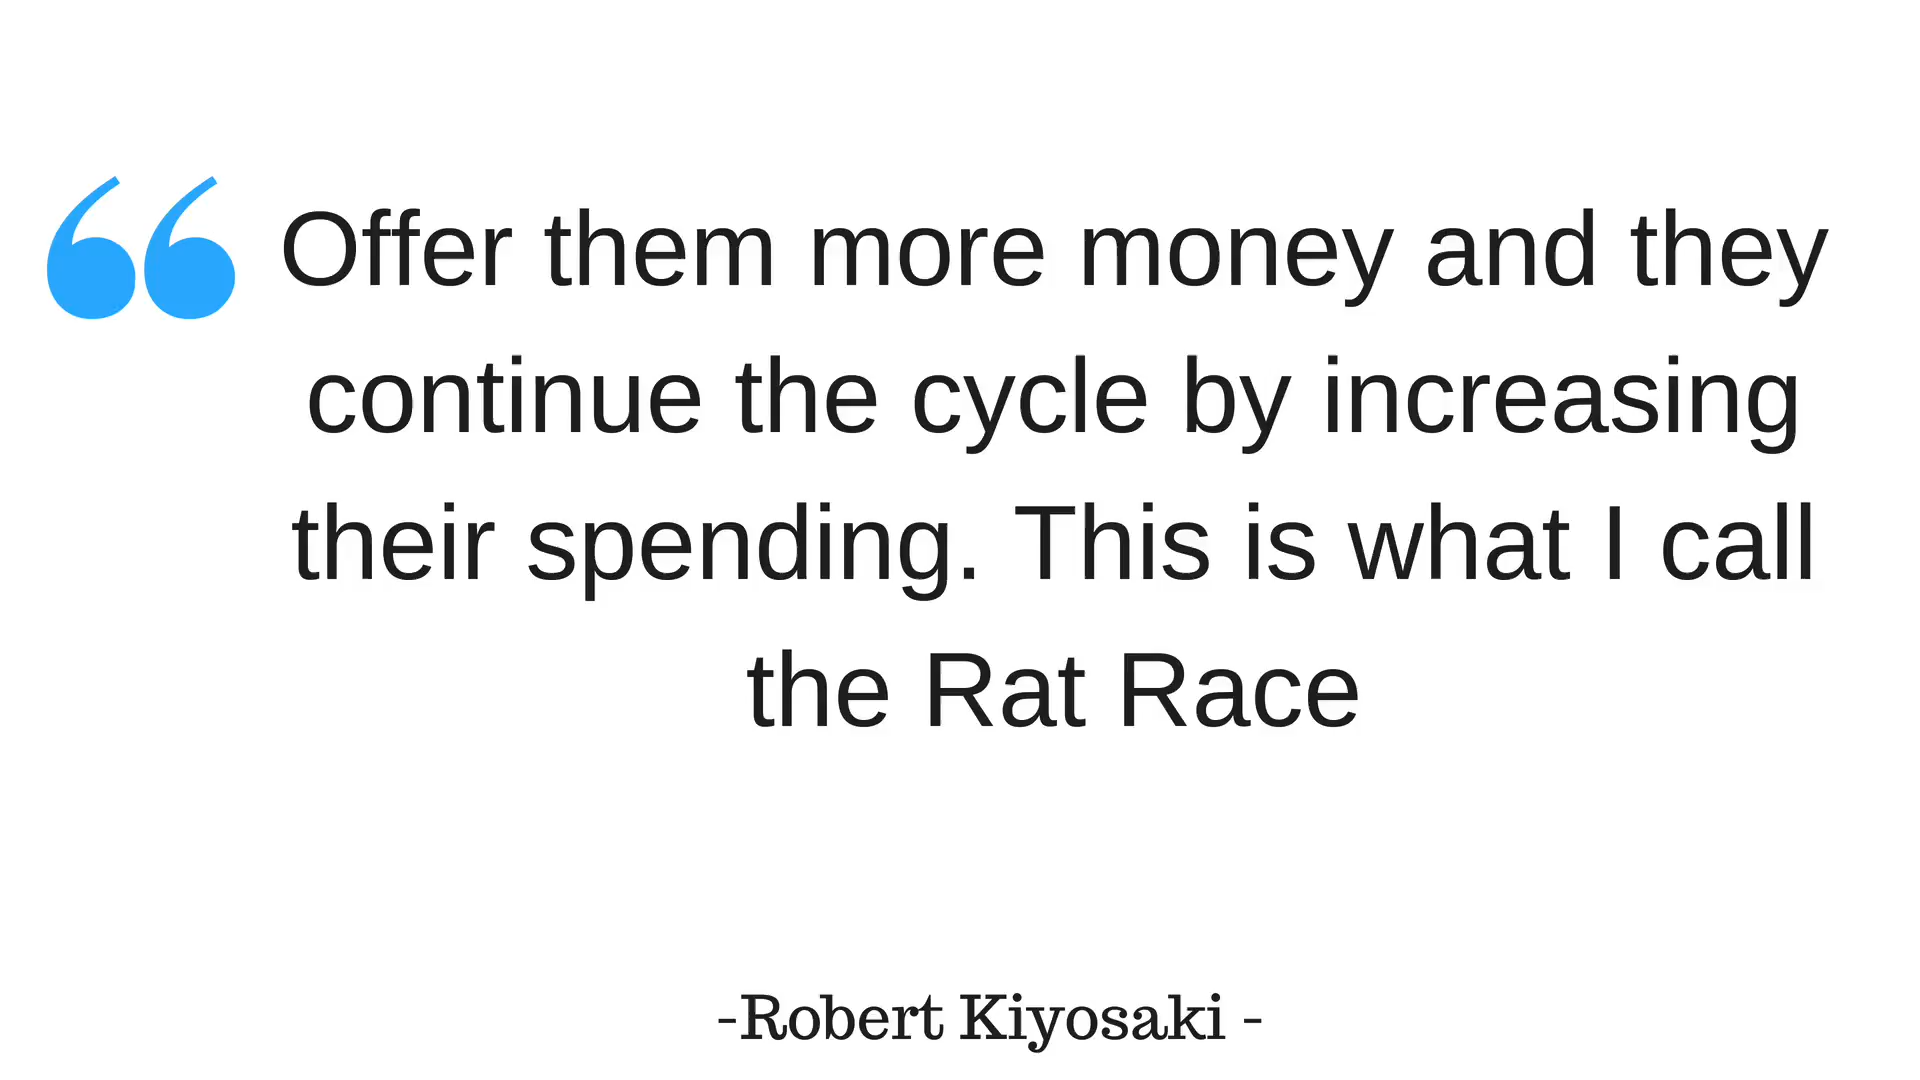 “Offer them more money and they
continue the cycle by increasing
their spending. This is what I call
the Rat Race
-Robert Kiyosaki -